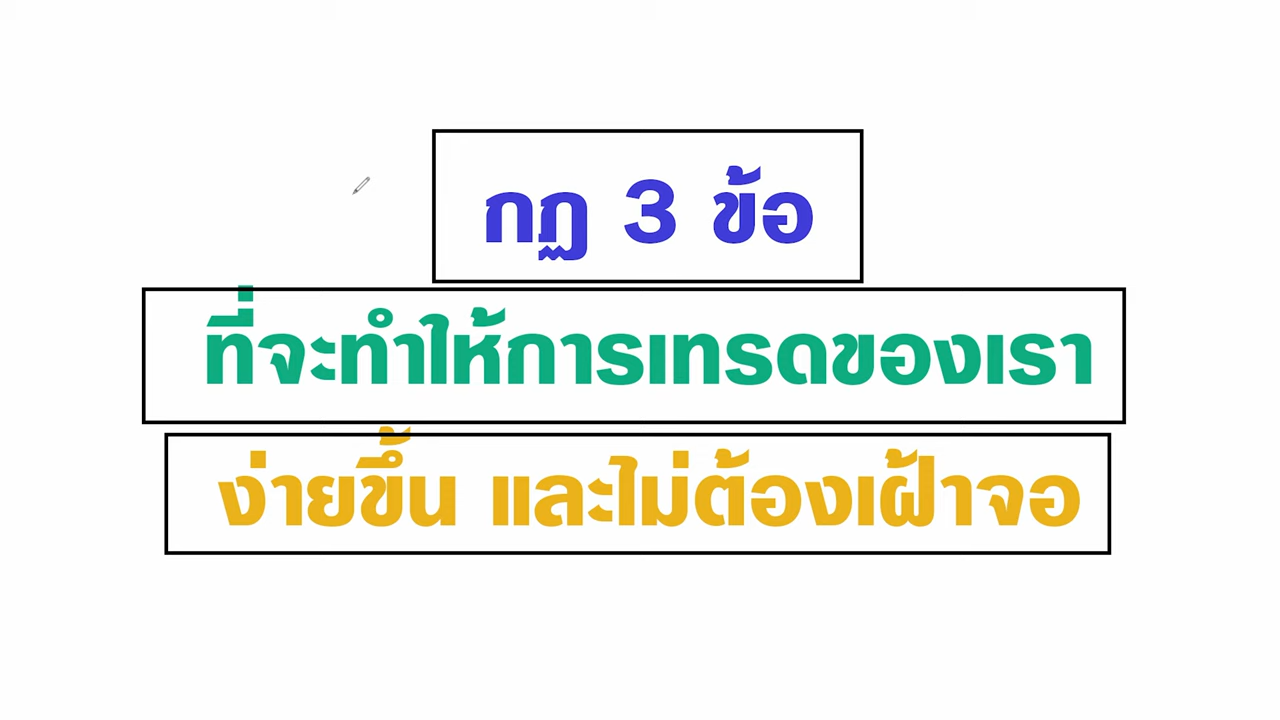 กฏ 3 ข้อ
ที่จะทำให้การเทรดของเรา
ง่ายขึ้น และไม่ต้องเฝ้าจอ